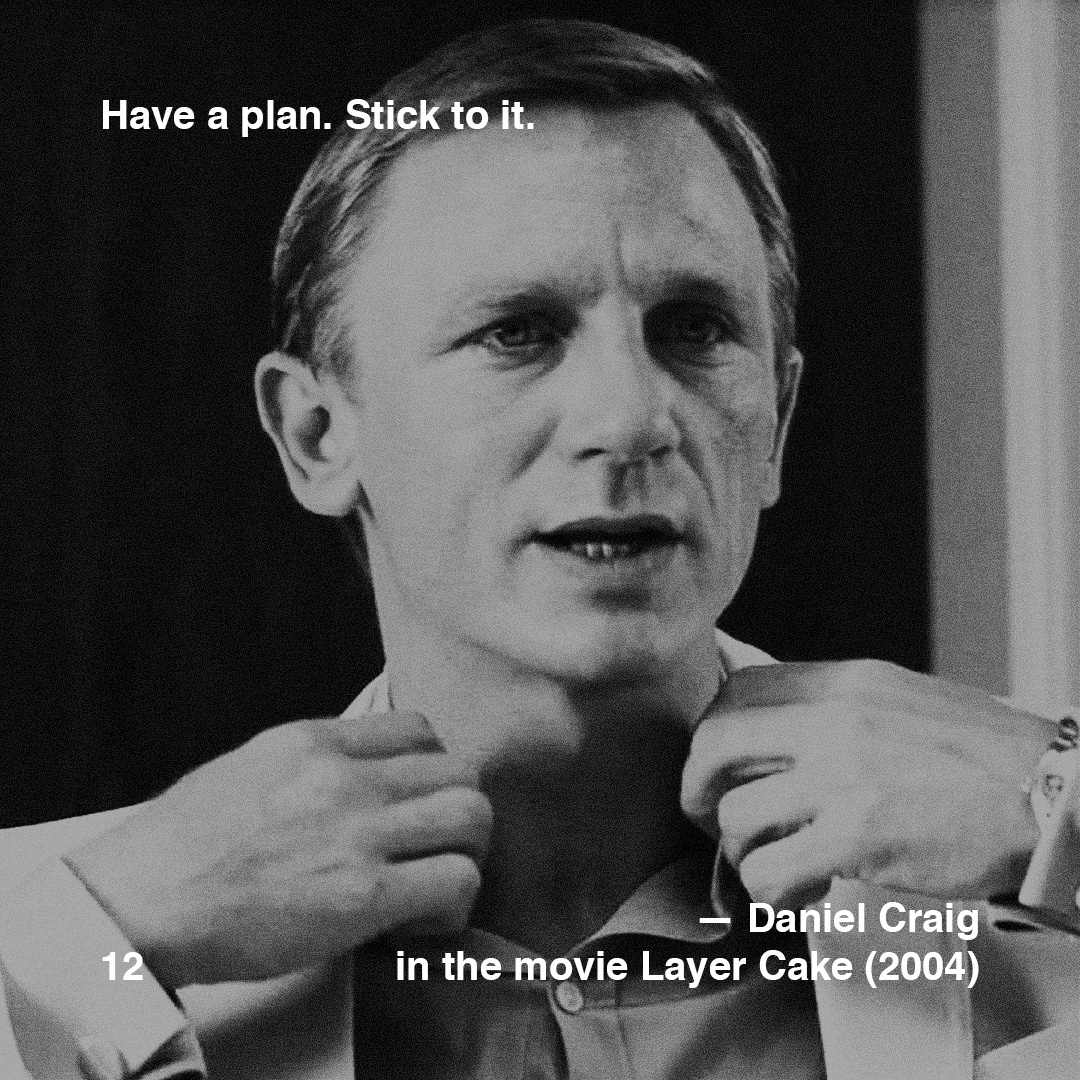 Have a plan. Stick to it.
— Daniel Craig
12
in the movie Layer Cake (2004)